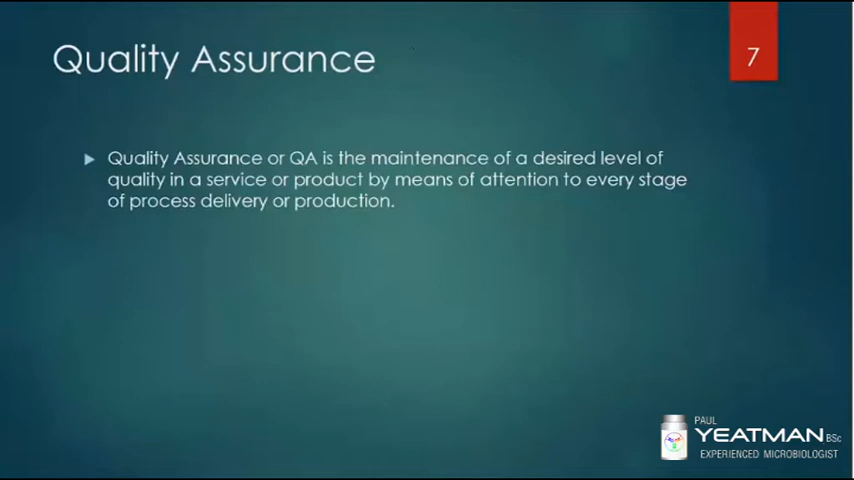 Quality Assurance
7
Quality Assurance or QA is the maintenance of a desired level of
quality in a service or product by means of attention to every stage
of process delivery or production.
PAUL
YEATMAN BSc
EXPERIENCED MICROBIOLOGIST